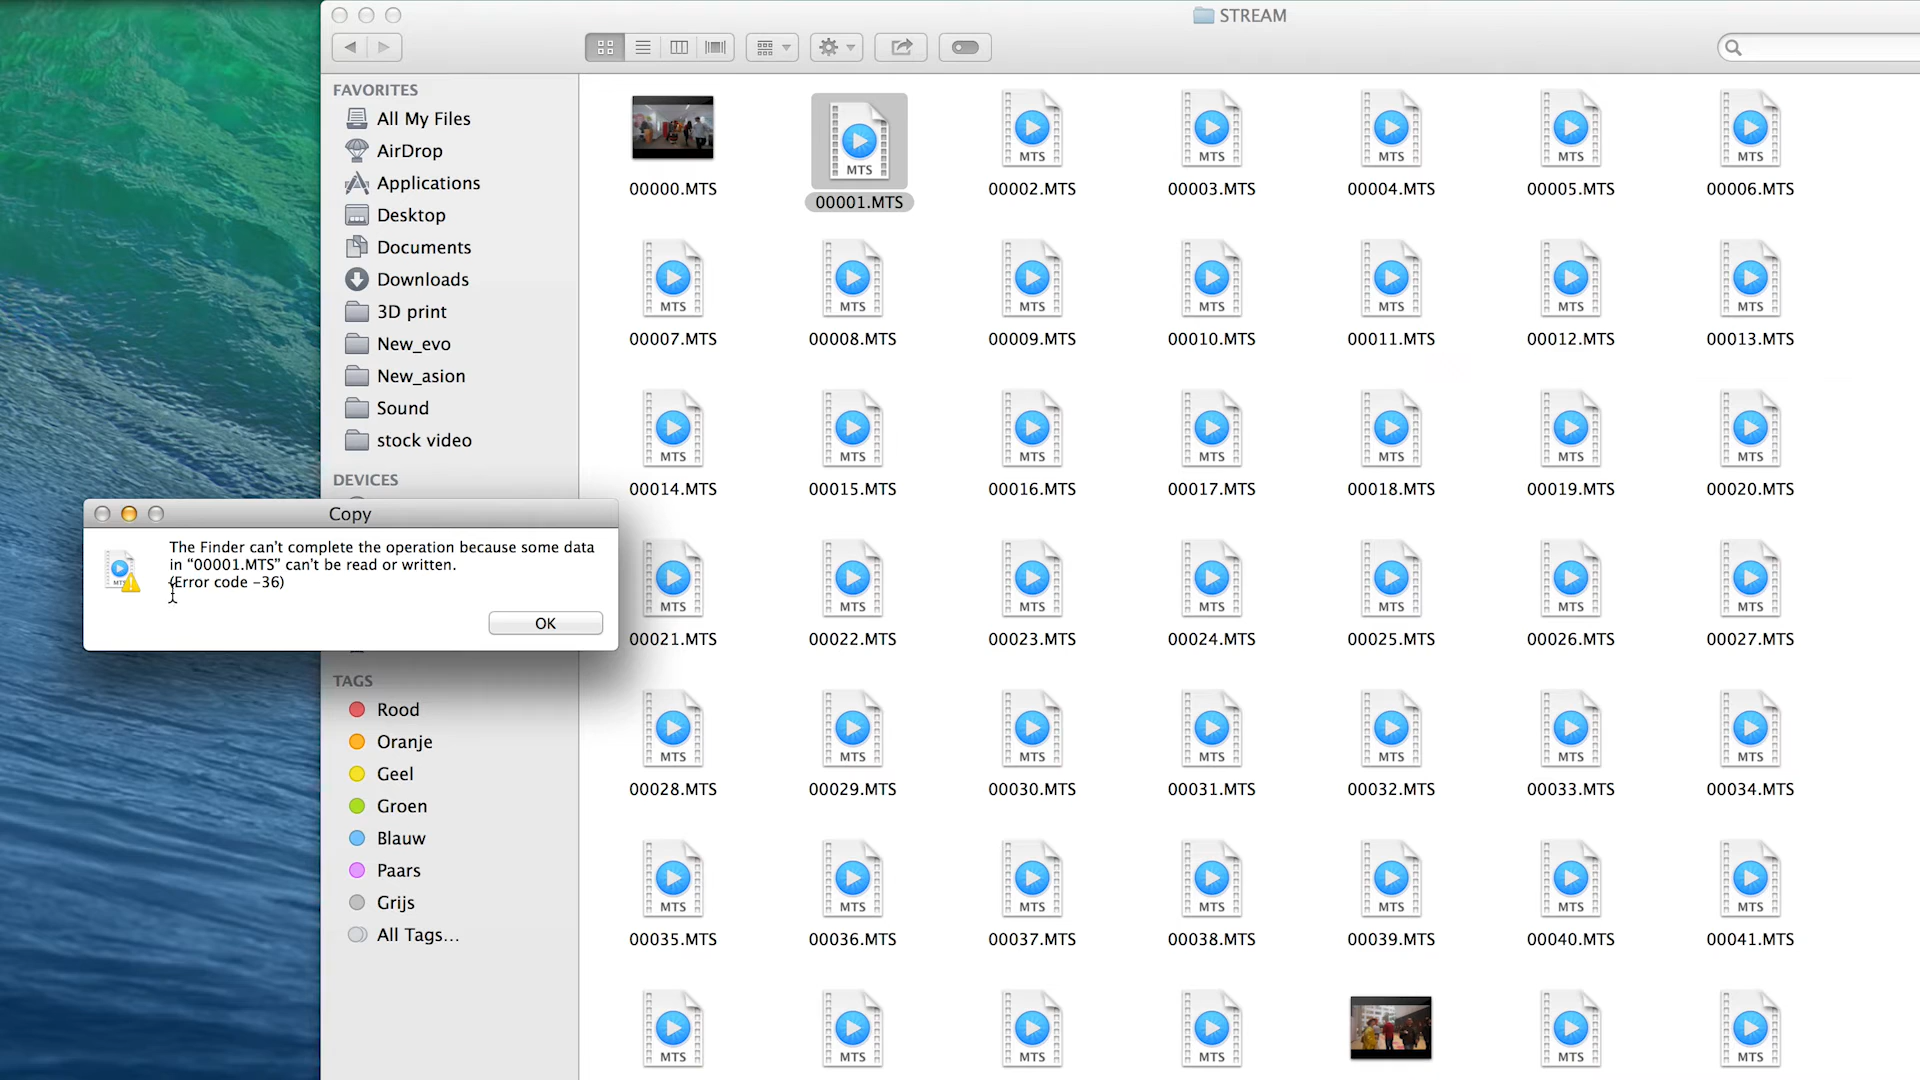 STREAM
FAVORITES
All My Files
AirDrop
Applications
Desktop
Documents
Downloads
3D print
New_evo
New_asion
Sound
stock video
DEVICES
Copy
The Finder can't complete the operation because some data
in "00001.MTS" can't be read or written.
(Error code -36)
OK
TAGS
Rood
Oranje
Geel
Groen
Blauw
Paars
Grijs
All Tags...
MTS MTS MTS MTS MTS MTS
00000.MTS 00001.MTS 00002.MTS 00003.MTS 00004.MTS 00005.MTS 00006.MTS
MTS MTS MTS MTS MTS MTS MTS
00007.MTS 00008.MTS 00009.MTS 00010.MTS 00011.MTS 00012.MTS 00013.MTS
MTS MTS MTS MTS MTS MTS MTS
00014.MTS 00015.MTS 00016.MTS 00017.MTS 00018.MTS 00019.MTS 00020.MTS
MTS MTS MTS MTS MTS MTS MTS
00021.MTS 00022.MTS 00023.MTS 00024.MTS 00025.MTS 00026.MTS 00027.MTS
MTS MTS MTS MTS MTS MTS MTS
00028.MTS 00029.MTS 00030.MTS 00031.MTS 00032.MTS 00033.MTS 00034.MTS
MTS MTS MTS MTS MTS MTS MTS
00035.MTS 00036.MTS 00037.MTS 00038.MTS 00039.MTS 00040.MTS 00041.MTS
MTS MTS MTS MTS MTS MTS